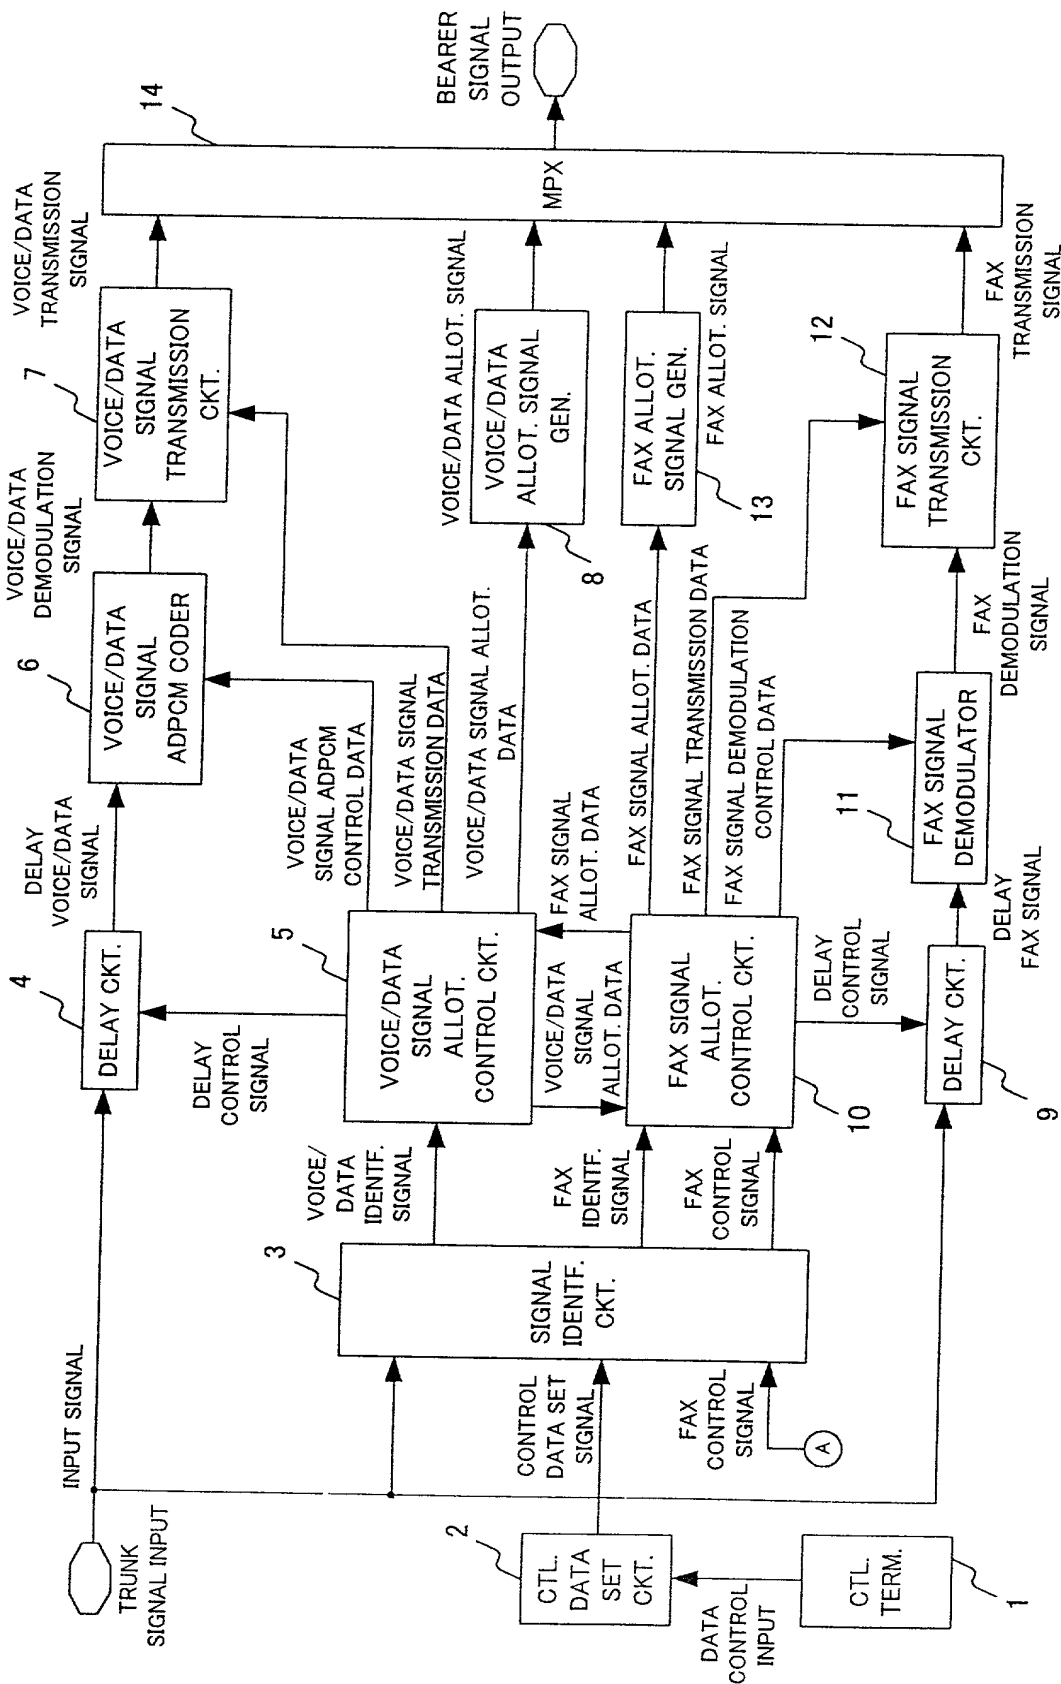 TRUNK
SIGNAL INPUT
INPUT SIGNAL
4
DELAY CKT.
DELAY
VOICE/DATA
SIGNAL
6
VOICE/DATA
SIGNAL
ADPCM CODER
VOICE/DATA
DEMODULATION
SIGNAL
7
VOICE/DATA
SIGNAL
TRANSMISSION
CKT.
VOICE/DATA
TRANSMISSION
SIGNAL
14
MPX
BEARER
SIGNAL
OUTPUT
DELAY
CONTROL
SIGNAL
3
SIGNAL
IDENTF.
CKT.
VOICE/
DATA
IDENTF.
SIGNAL
5
VOICE/DATA
SIGNAL
ALLOT.
CONTROL CKT.
VOICE/DATA
SIGNAL ADPCM
CONTROL DATA
VOICE/DATA SIGNAL
TRANSMISSION DATA
VOICE/DATA SIGNAL ALLOT.
DATA
VOICE/DATA ALLOT. SIGNAL
VOICE/DATA
ALLOT. SIGNAL
GEN.
8
2
CTL.
DATA
SET
CKT.
CONTROL
DATA SET
SIGNAL
FAX
IDENTF.
SIGNAL
VOICE/DATA
SIGNAL
ALLOT. DATA
FAX SIGNAL
ALLOT. DATA
FAX SIGNAL ALLOT. DATA
FAX ALLOT.
SIGNAL GEN.
FAX ALLOT. SIGNAL
13
DATA
CONTROL
INPUT
FAX
CONTROL
SIGNAL
A
FAX
CONTROL
SIGNAL
FAX SIGNAL
ALLOT.
CONTROL CKT.
10
FAX SIGNAL TRANSMISSION DATA
FAX SIGNAL DEMODULATION
CONTROL DATA
12
FAX SIGNAL
TRANSMISSION
CKT.
CTL.
TERM.
1
DELAY
CONTROL
SIGNAL
DELAY CKT.
9
DELAY
FAX SIGNAL
11
FAX SIGNAL
DEMODULATOR
FAX
DEMODULATION
SIGNAL
FAX
TRANSMISSION
SIGNAL